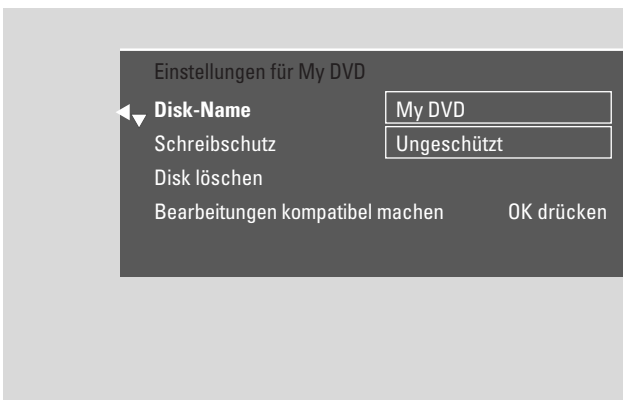 Einstellungen für My DVD
Disk-Name My DVD
Schreibschutz Ungeschützt
Disk löschen
Bearbeitungen kompatibel machen OK drücken